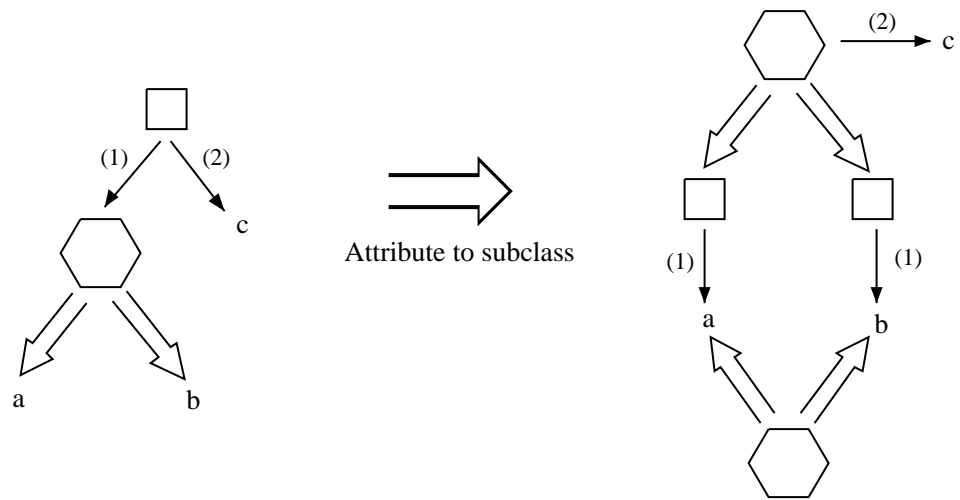 (2)
c
(1)
(2)
c
Attribute to subclass
(1)
(1)
a
b
a
b